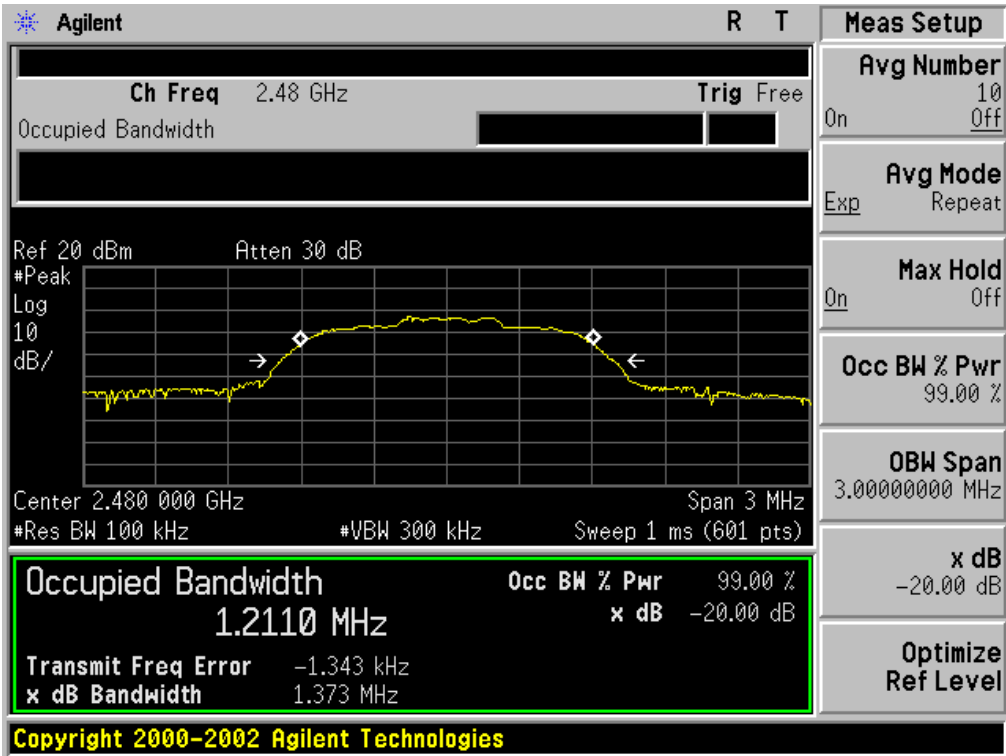 Agilent R T
Ch Freq 2.48 GHz Trig Free
Occupied Bandwidth
Ref 20 dBm Atten 30 dB
#Peak
Log
10
dB/
Center 2.480 000 GHz Span 3 MHz
#Res BW 100 kHz #VBW 300 kHz Sweep 1 ms (601 pts)
Occupied Bandwidth Occ BW % Pwr 99.00 %
1.2110 MHz x dB -20.00 dB
Transmit Freq Error -1.343 kHz
x dB Bandwidth 1.373 MHz
Copyright 2000-2002 Agilent Technologies
Meas Setup
Avg Number
10
On Off
Avg Mode
Exp Repeat
Max Hold
On Off
Occ BW % Pwr
99.00 %
OBW Span
3.00000000 MHz
x dB
-20.00 dB
Optimize
Ref Level